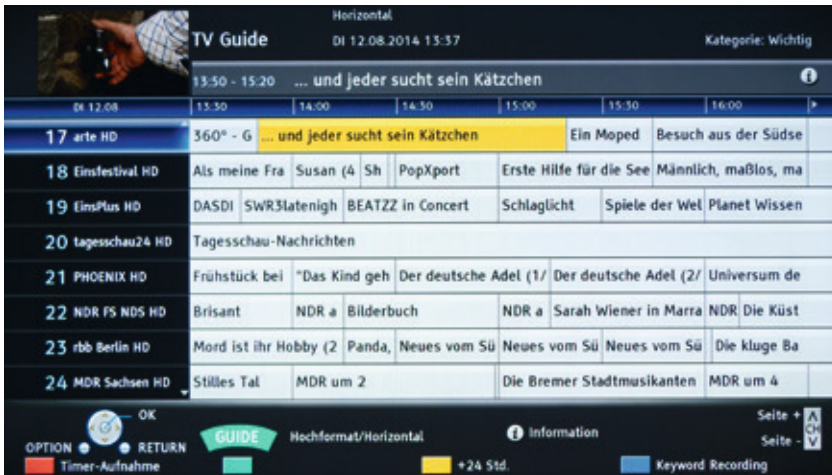 Horizontal
TV Guide DI 12.08.2014 13:37 Kategorie: Wichtig
13:50 - 15:20 ... und jeder sucht sein Kätzchen
DI 12.08 13:30 14:00 14:30 15:00 15:30 16:00
17 arte HD 360° - G ... und jeder sucht sein Kätzchen Ein Moped Besuch aus der Südse
18 Einsfestival HD Als meine Fra Susan (4 Sh PopXport Erste Hilfe für die See Männlich, maßlos, ma
19 EinsPlus HD DASDI SWR3latenigh BEATZZ in Concert Schlaglicht Spiele der Wel Planet Wissen
20 tagesschau24 HD Tagesschau-Nachrichten
21 PHOENIX HD Frühstück bei "Das Kind geh Der deutsche Adel (1/ Der deutsche Adel (2/ Universum de
22 NDR FS NDS HD Brisant NDR a Bilderbuch NDR a Sarah Wiener in Marra NDR Die Küst
23 rbb Berlin HD Mord ist ihr Hobby (2 Panda, Neues vom Sü Neues vom Sü Neues vom Sü Die kluge Ba
24 MDR Sachsen HD Stilles Tal MDR um 2 Die Bremer Stadtmusikanten MDR um 4
OK Seite + CH
GUIDE Hochformat/Horizontal i Information
OPTION RETURN Seite -
Timer-Aufnahme +24 Std. Keyword Recording